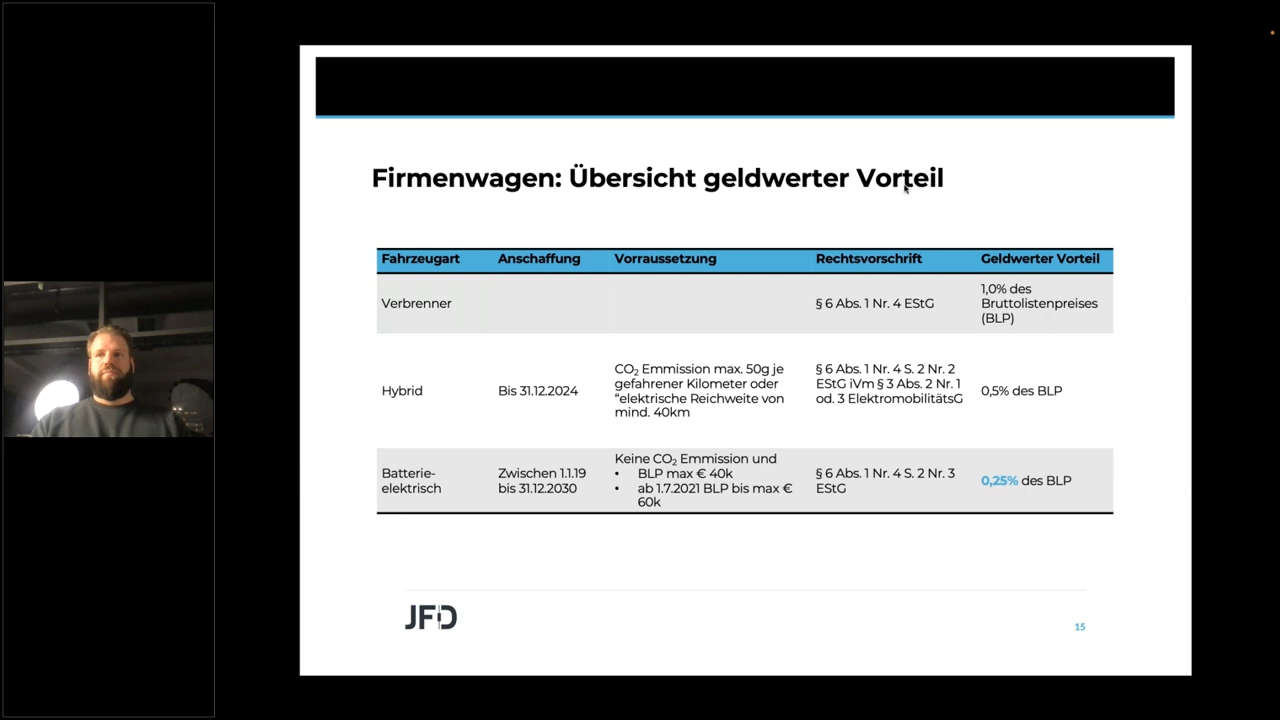 Firmenwagen: Übersicht geldwerter Vorteil
Fahrzeugart Anschaffung Vorraussetzung Rechtsvorschrift Geldwerter Vorteil
Verbrenner
§ 6 Abs. 1 Nr. 4 EStG
1,0% des
Bruttolistenpreises
(BLP)
Hybrid
Bis 31.12.2024
CO₂ Emmission max. 50g je
gefahrener Kilometer oder
“elektrische Reichweite von
mind. 40km
§ 6 Abs. 1 Nr. 4 S. 2 Nr. 2
EStG iVm § 3 Abs. 2 Nr. 1
od. 3 ElektromobilitätsG
0,5% des BLP
Batterie-
elektrisch
Zwischen 1.1.19
bis 31.12.2030
Keine CO₂ Emmission und
• BLP max € 40k
• ab 1.7.2021 BLP bis max €
60k
§ 6 Abs. 1 Nr. 4 S. 2 Nr. 3
EStG
0,25% des BLP
JFD
15